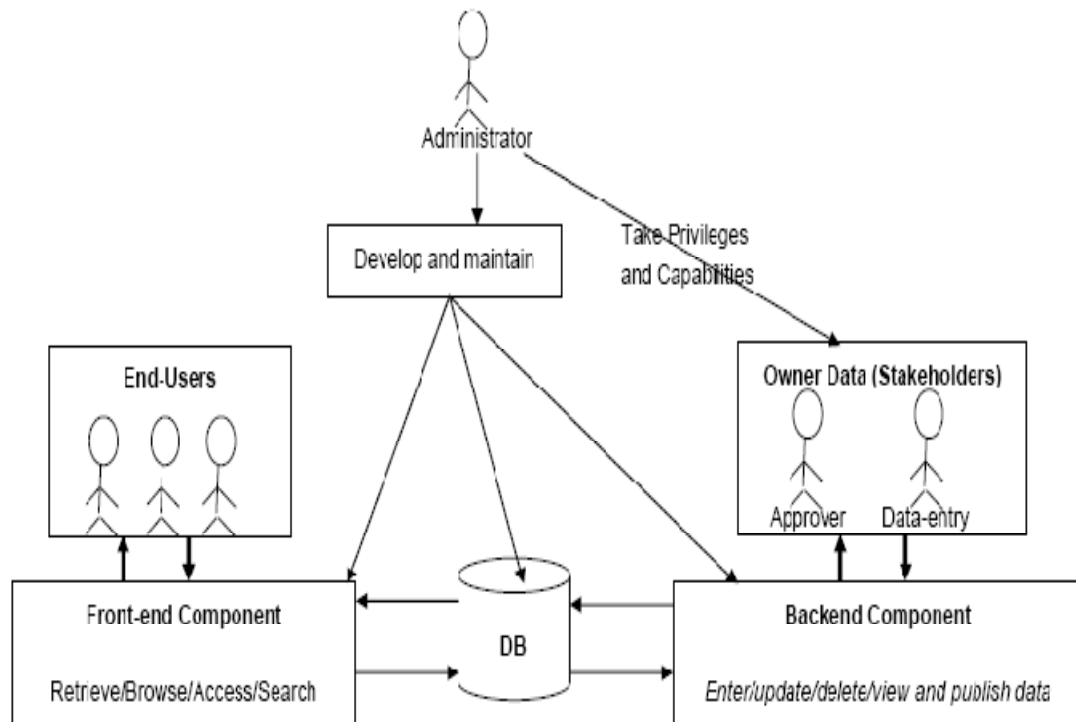 Administrator
Take Privileges
and Capabilities
Develop and maintain
End-Users
Owner Data (Stakeholders)
Approver
Data-entry
Front-end Component
Retrieve/Browse/Access/Search
DB
Backend Component
Enter/update/delete/view and publish data